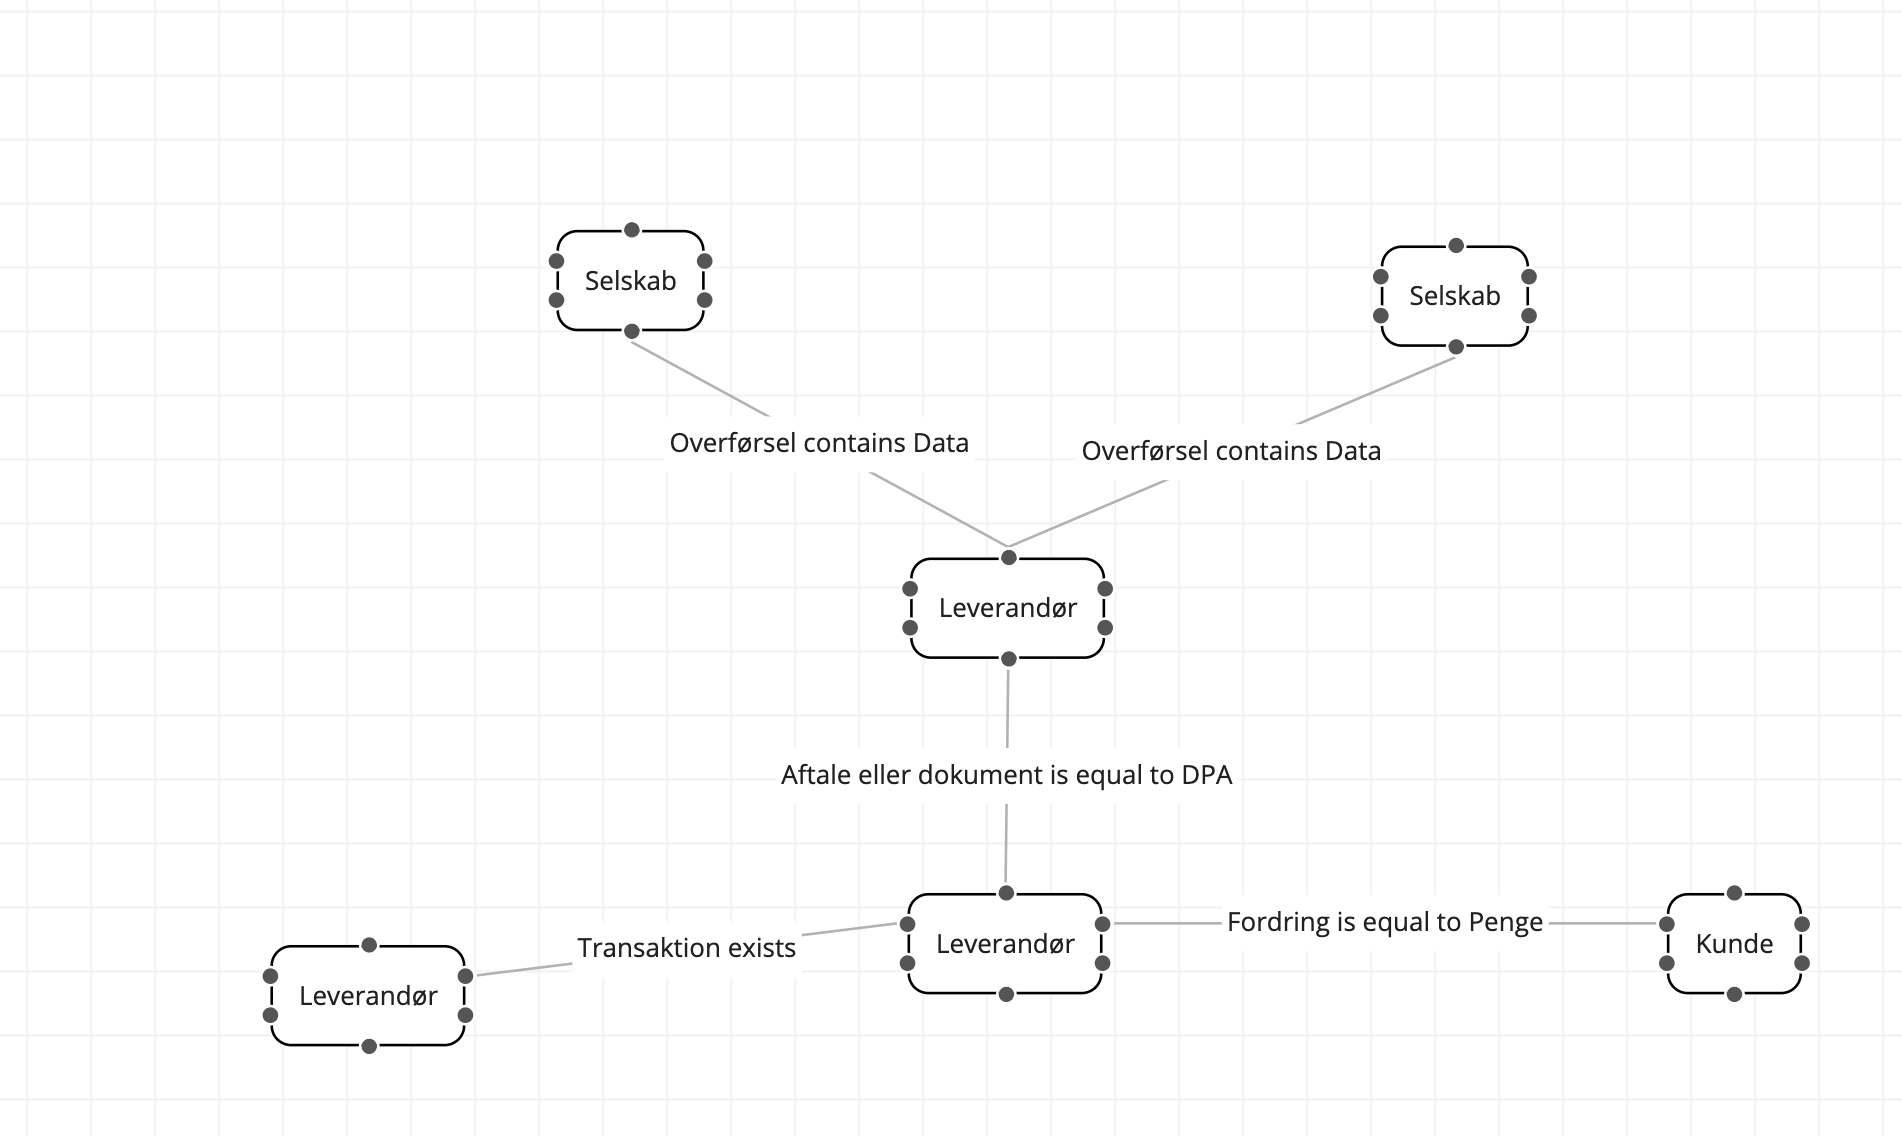 Selskab
Selskab
Overførsel contains Data
Overførsel contains Data
Leverandør
Aftale eller dokument is equal to DPA
Transaktion exists
Leverandør
Fordring is equal to Penge
Kunde
Leverandør